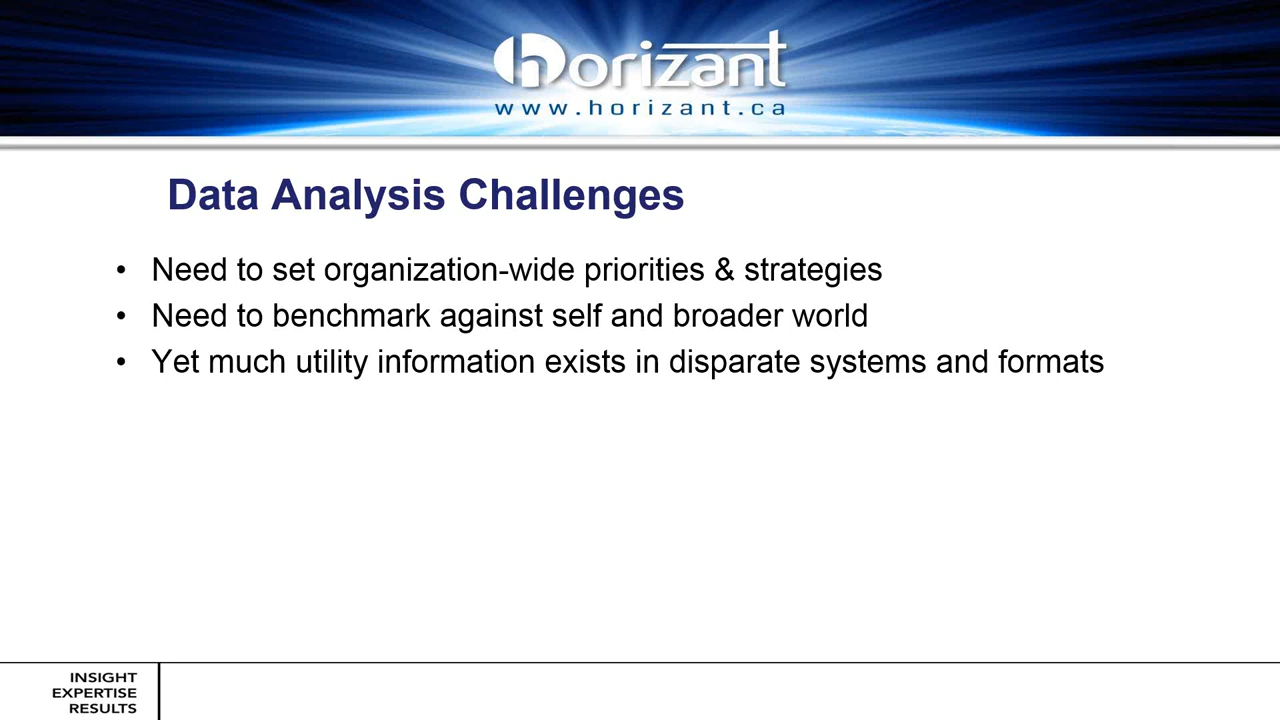 horizant
www.horizant.ca
Data Analysis Challenges
• Need to set organization-wide priorities & strategies
• Need to benchmark against self and broader world
• Yet much utility information exists in disparate systems and formats
INSIGHT
EXPERTISE
RESULTS